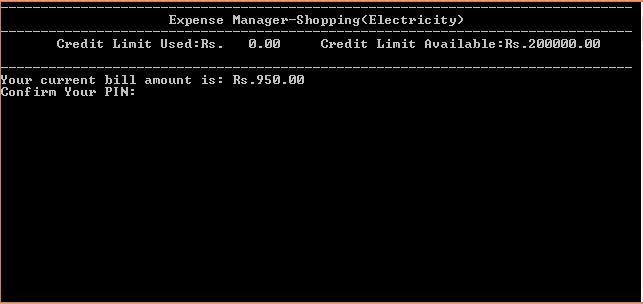 Expense Manager-Shopping(Electricity)
Credit Limit Used:Rs.   0.00     Credit Limit Available:Rs.200000.00
Your current bill amount is: Rs.950.00
Confirm Your PIN: